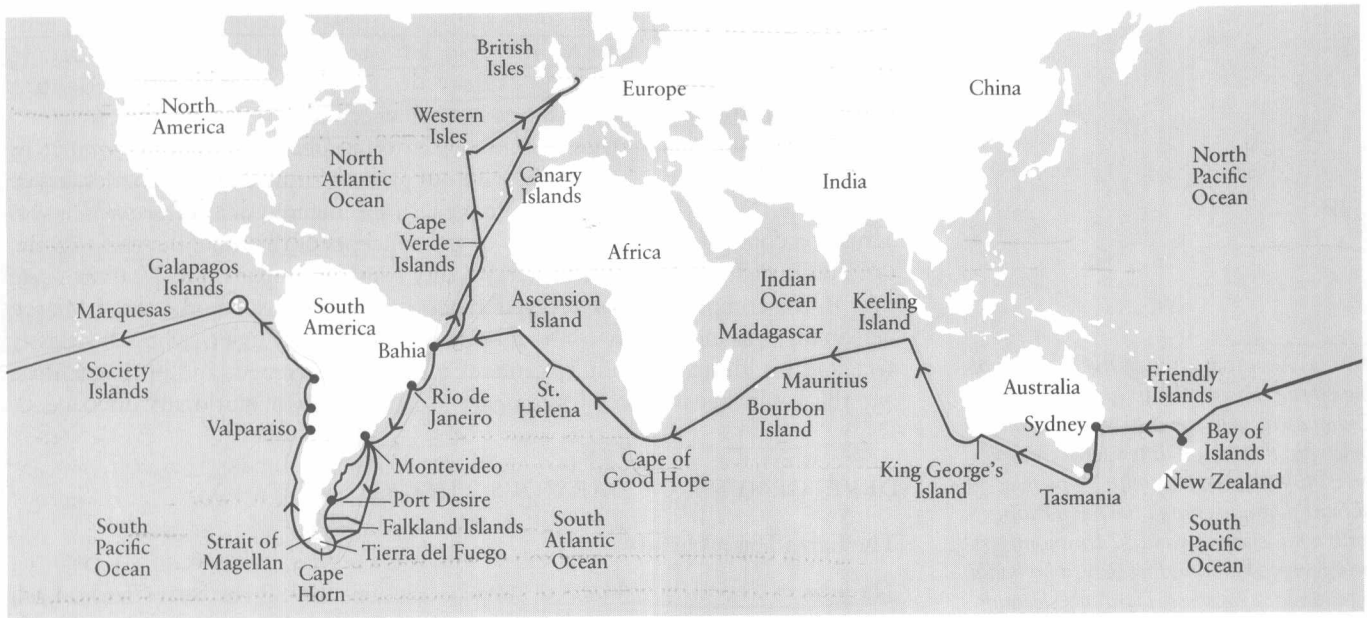 British
Isles
Europe
China
North
America
Western
Isles
North
Atlantic
Ocean
Canary
Islands
India
North
Pacific
Ocean
Cape
Verde
Islands
Africa
Galapagos
Islands
Marquesas
South
America
Ascension
Island
Indian
Ocean
Keeling
Island
Madagascar
Bahia
Society
Islands
St.
Helena
Rio de
Janeiro
Mauritius
Bourbon
Island
Australia
Friendly
Islands
Valparaiso
Sydney
Bay of
Islands
Montevideo
Cape of
Good Hope
King George's
Island
Tasmania
New Zealand
Port Desire
Falkland Islands
South
Pacific
Ocean
Strait of
Magellan
Tierra del Fuego
South
Atlantic
Ocean
South
Pacific
Ocean
Cape
Horn